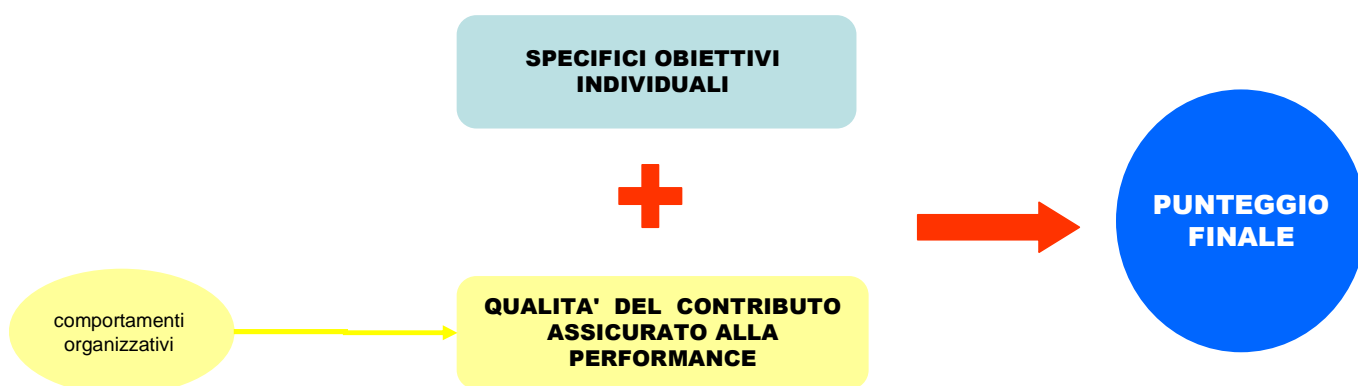 SPECIFICI OBIETTIVI
INDIVIDUALI
PUNTEGGIO
FINALE
comportamenti
organizzativi
QUALITA' DEL CONTRIBUTO
ASSICURATO ALLA
PERFORMANCE